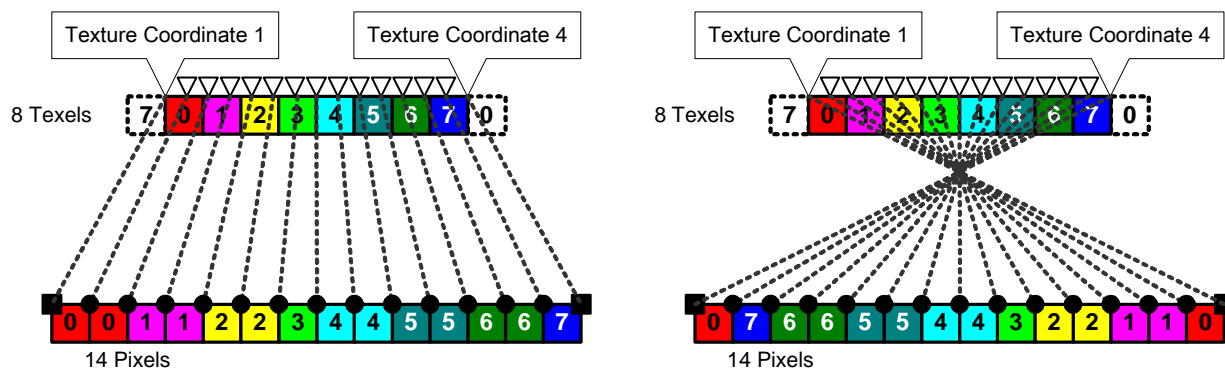 Texture Coordinate 1 Texture Coordinate 4
8 Texels 7 0 1 2 3 4 5 6 7 0
0 0 1 1 2 2 3 4 4 5 5 6 6 7
14 Pixels
Texture Coordinate 1 Texture Coordinate 4
8 Texels 7 0 1 2 3 4 5 6 7 0
0 7 6 6 5 5 4 4 3 2 2 1 1 0
14 Pixels